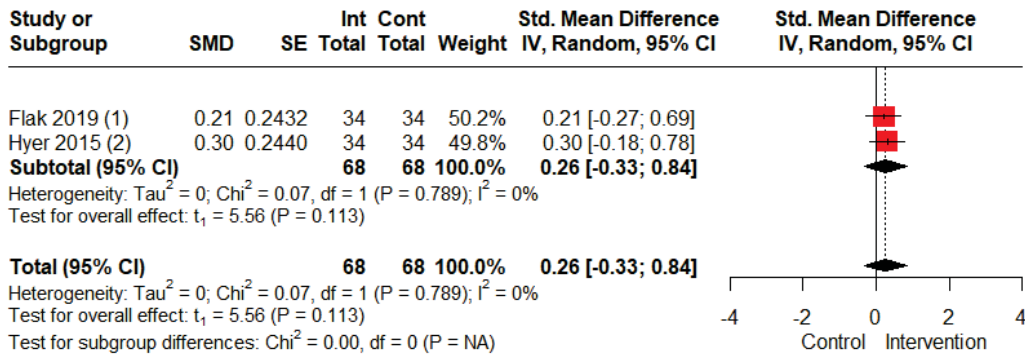 Study or Int Cont Std. Mean Difference Std. Mean Difference
Subgroup SMD SE Total Total Weight IV, Random, 95% CI IV, Random, 95% CI
Flak 2019 (1) 0.21 0.2432 34 34 50.2% 0.21 [-0.27; 0.69]
Hyer 2015 (2) 0.30 0.2440 34 34 49.8% 0.30 [-0.18; 0.78]
Subtotal (95% CI) 68 68 100.0% 0.26 [-0.33; 0.84]
Heterogeneity: Tau² = 0; Chi² = 0.07, df = 1 (P = 0.789); I² = 0%
Test for overall effect: t₁ = 5.56 (P = 0.113)
Total (95% CI) 68 68 100.0% 0.26 [-0.33; 0.84]
Heterogeneity: Tau² = 0; Chi² = 0.07, df = 1 (P = 0.789); I² = 0%
Test for overall effect: t₁ = 5.56 (P = 0.113)
Test for subgroup differences: Chi² = 0.00, df = 0 (P = NA)
-4 -2 0 2 4
Control Intervention